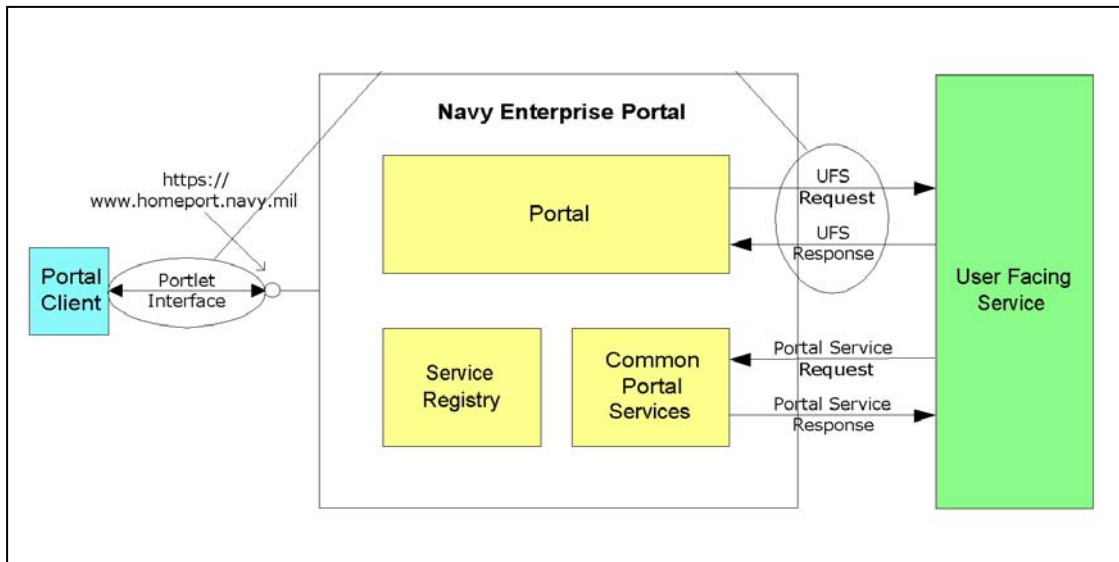 Navy Enterprise Portal
https://
www.homeport.navy.mil
Portal
Client
Portlet
Interface
Portal
UFS
Request
UFS
Response
Service
Registry
Common
Portal
Services
Portal Service
Request
Portal Service
Response
User Facing
Service